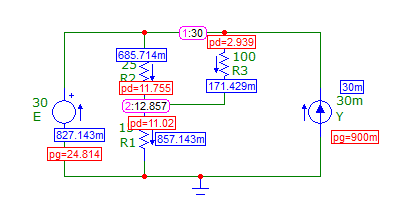 1:30
pd=2.939
685.714m
25
R2
100
R3
pd=11.755
171.429m
30
E
2:12.857
30m
30m
Y
827.143m
pd=11.02
857.143m
R1
pg=24.814
pg=900m